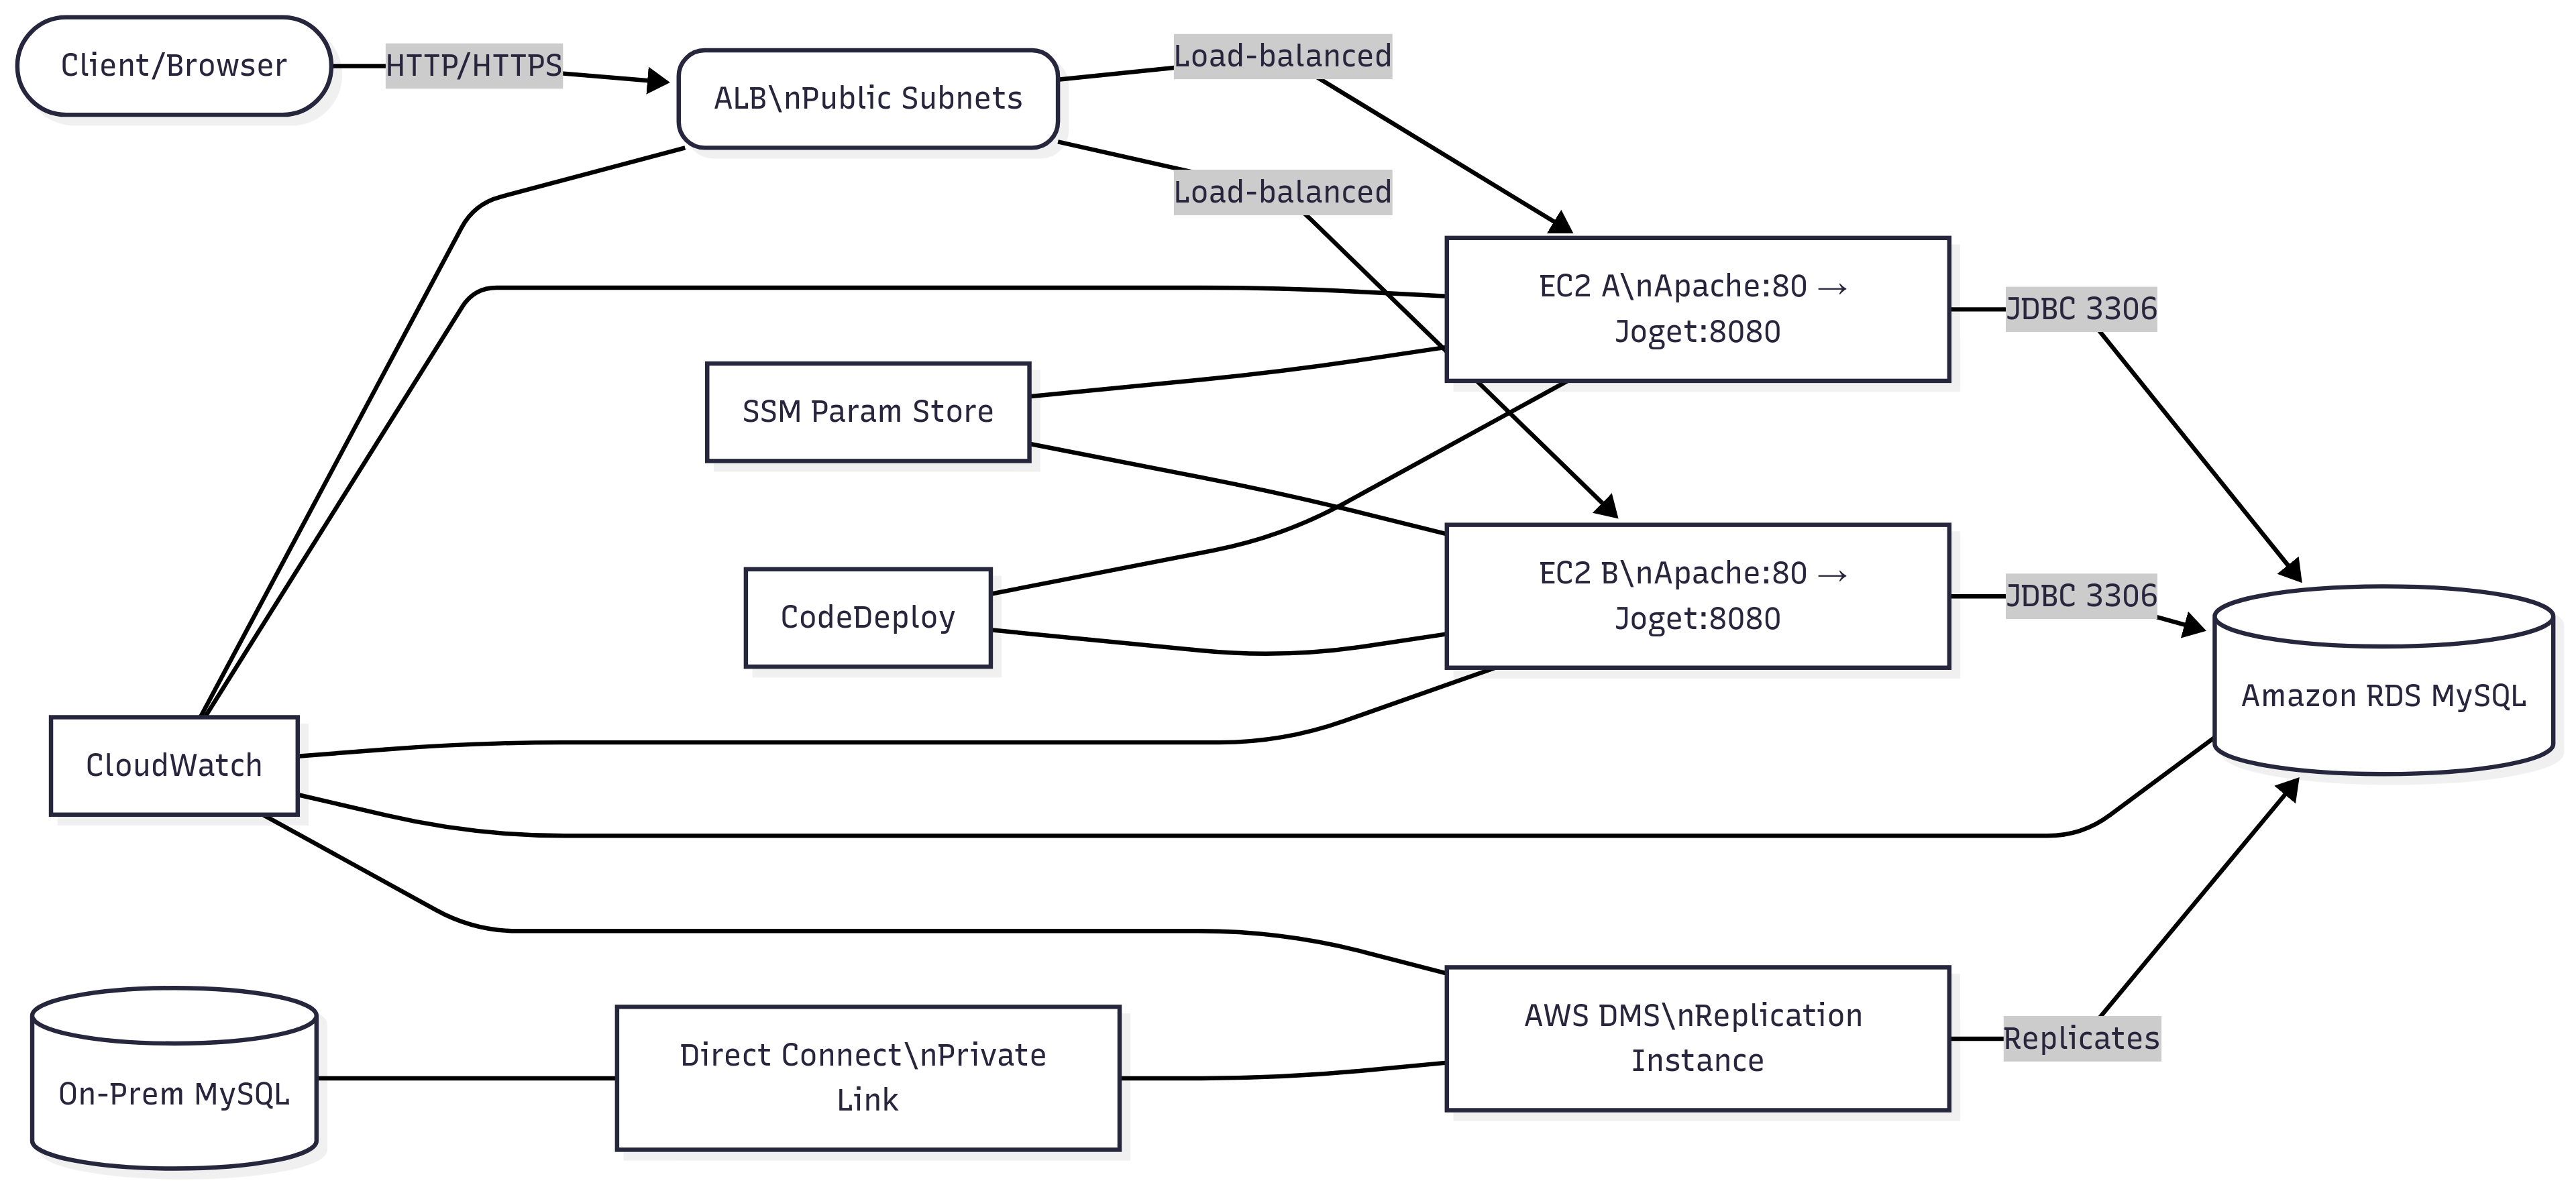 Client/Browser
HTTP/HTTPS
ALB\nPublic Subnets
Load-balanced
Load-balanced
EC2 A\nApache:80 →
Joget:8080
JDBC 3306
SSM Param Store
EC2 B\nApache:80 →
Joget:8080
JDBC 3306
CodeDeploy
Amazon RDS MySQL
CloudWatch
AWS DMS\nReplication
Instance
Replicates
On-Prem MySQL
Direct Connect\nPrivate
Link